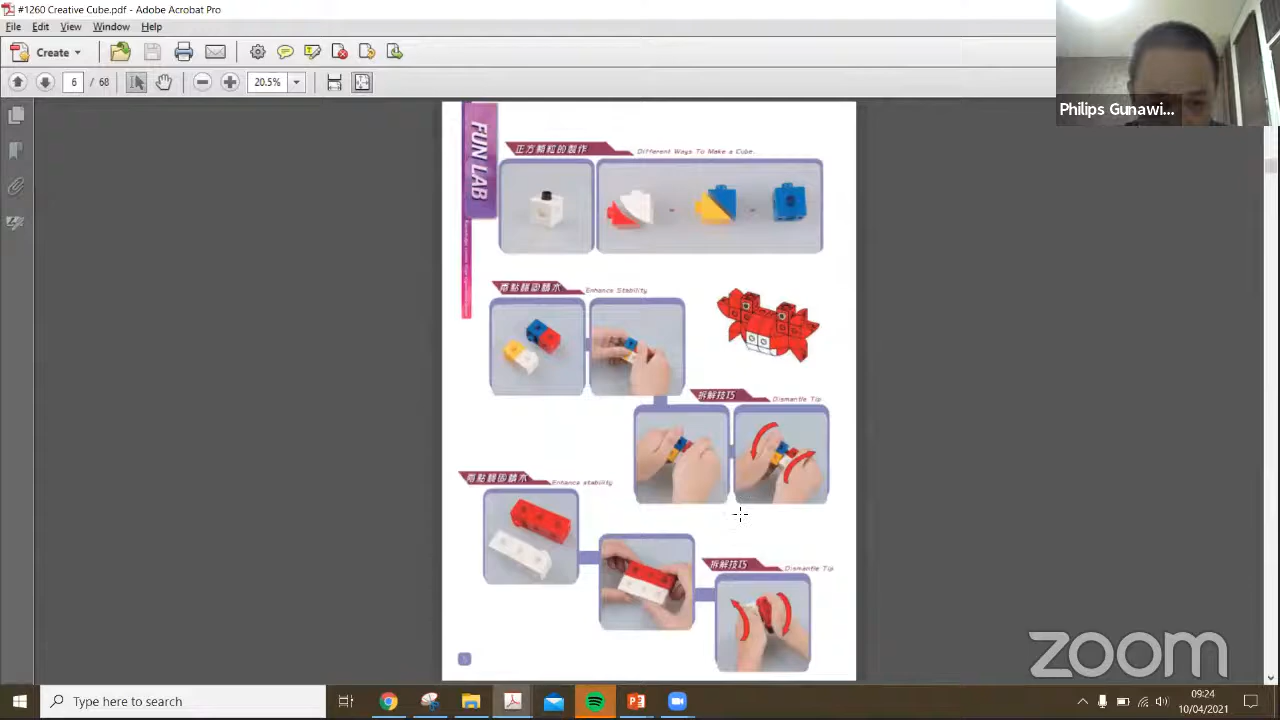 #1260 Creative Cube.pdf - Adobe Acrobat Pro
File Edit View Window Help
Create
6 / 68
20.5%
Philips Gunawi...
FUN LAB
正方顆粒的製作 Different Ways To Make a Cube.
Enhance Stability
拆解技巧 Dismantle Tip
Enhance stability
拆解技巧 Dismantle Tip
zoom
Type here to search
09:24
10/04/2021